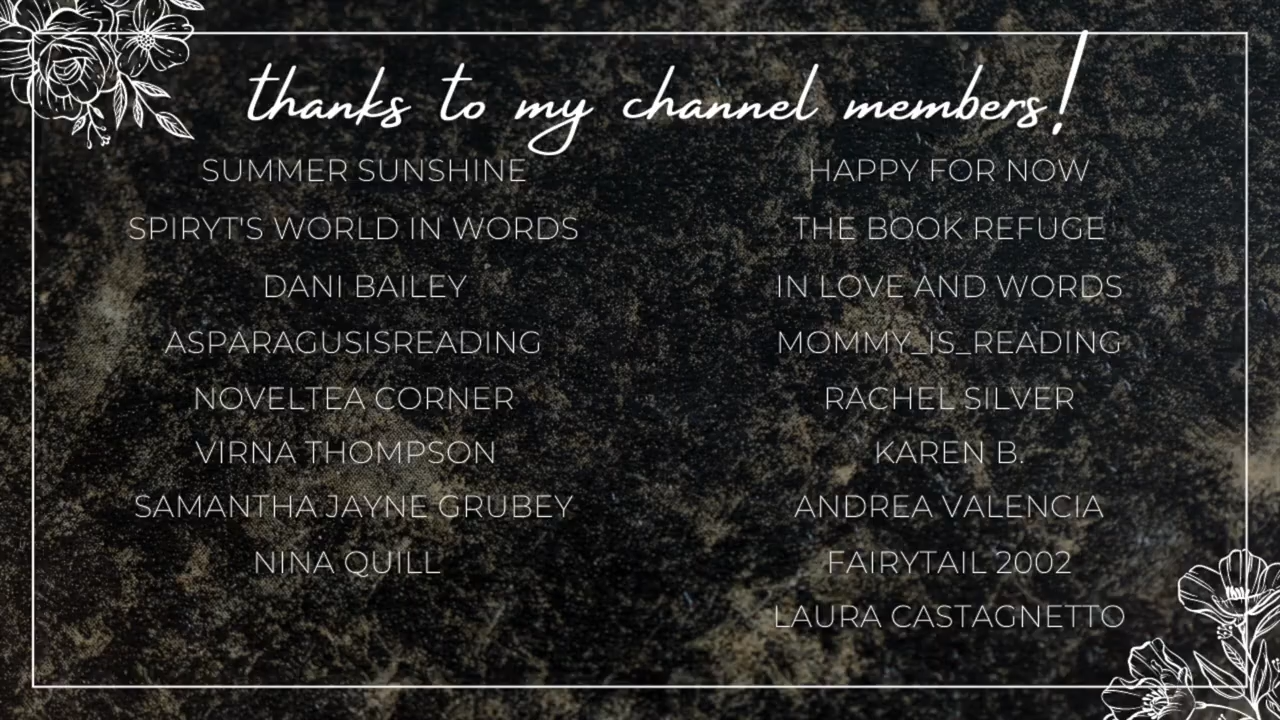 thanks to my channel members!
SUMMER SUNSHINE
SPIRYT'S WORLD IN WORDS
DANI BAILEY
ASPARAGUSISREADING
NOVELTEA CORNER
VIRNA THOMPSON
SAMANTHA JAYNE GRUBEY
NINA QUILL
HAPPY FOR NOW
THE BOOK REFUGE
IN LOVE AND WORDS
MOMMY_IS_READING
RACHEL SILVER
KAREN B.
ANDREA VALENCIA
FAIRYTAIL 2002
LAURA CASTAGNETTO